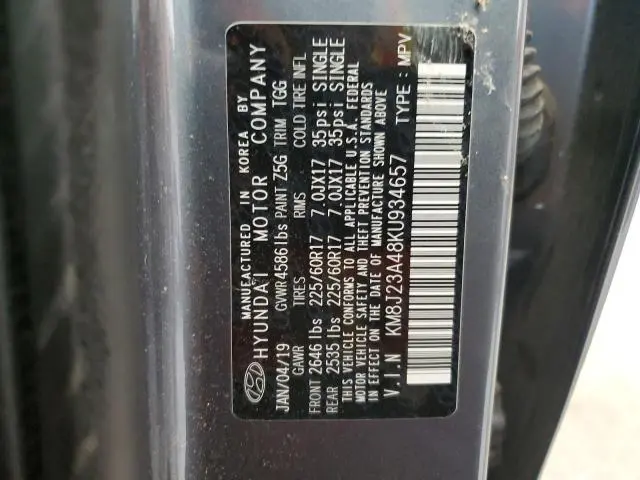 MANUFACTURED IN KOREA BY
HYUNDAI MOTOR COMPANY
JAN/04/19 GVWR 4586 lbs PAINT Z5G TRIM TGG
GAWR TIRES RIMS COLD TIRE INFL
FRONT 2646 lbs 225/60R17 7.0JX17 35psi SINGLE
REAR 2535 lbs 225/60R17 7.0JX17 35psi SINGLE
THIS VEHICLE CONFORMS TO ALL APPLICABLE U.S.A. FEDERAL
MOTOR VEHICLE SAFETY AND THEFT PREVENTION STANDARDS
IN EFFECT ON THE DATE OF MANUFACTURE SHOWN ABOVE
V.I.N KM8J23A48KU934657 TYPE : MPV